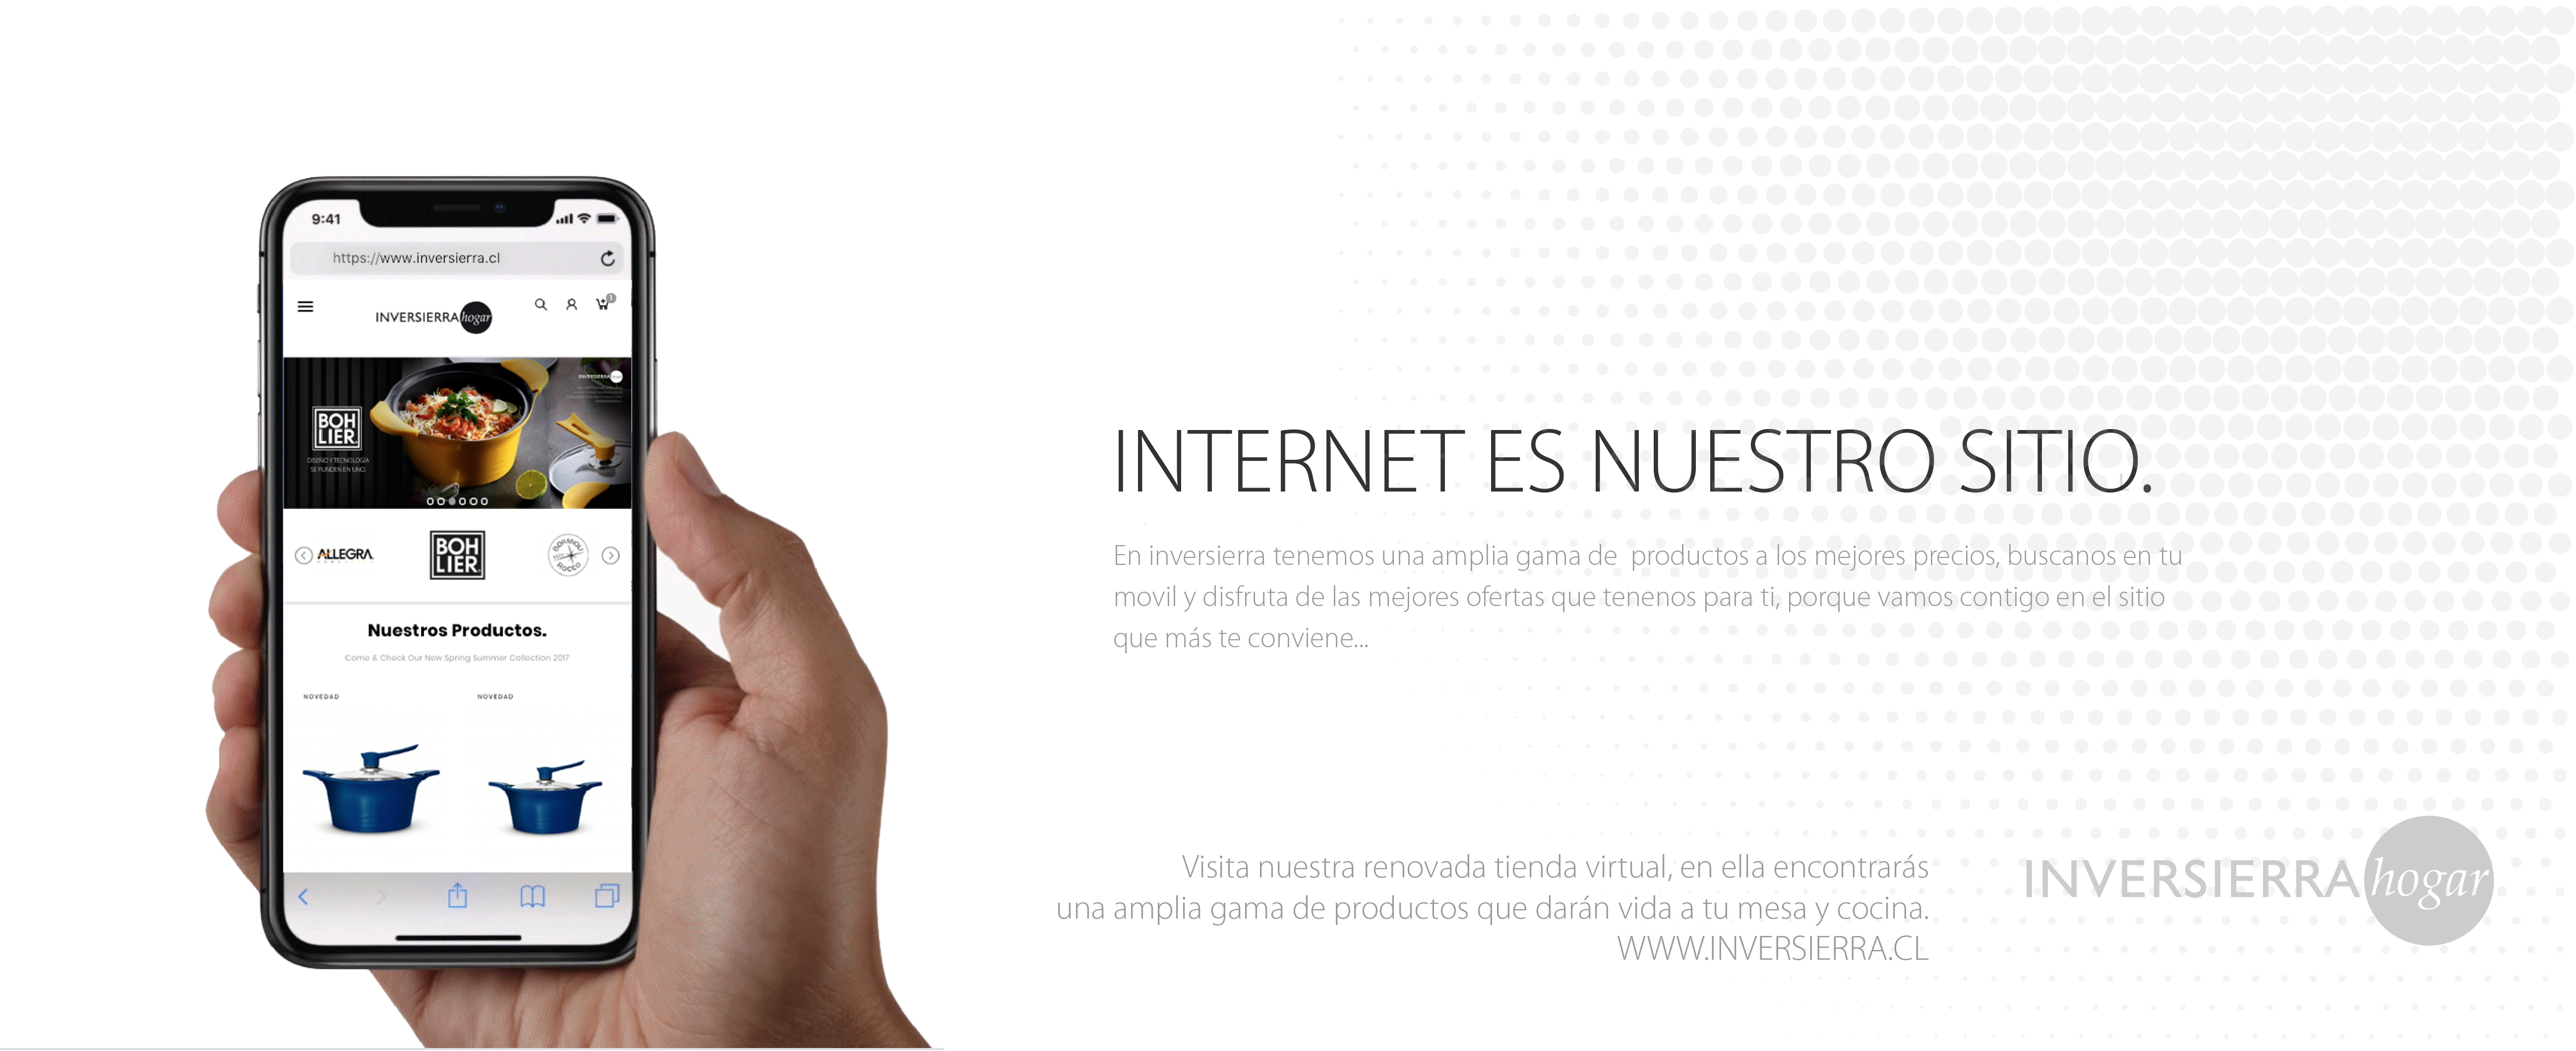 9:41
https://www.inversierra.cl
INVERSIERRA hogar
1
INVERSIERRA
BOH
LIER
DISEÑO Y TECNOLOGÍA
SE FUNDEN EN UNO.
ALLEGRA
BOH
LIER
ROCCO
Nuestros Productos.
Come & Check Our New Spring Summer Collection 2017
NOVEDAD
NOVEDAD
INTERNET ES NUESTRO SITIO.
En inversierra tenemos una amplia gama de productos a los mejores precios, buscanos en tu
movil y disfruta de las mejores ofertas que tenenos para ti, porque vamos contigo en el sitio
que más te conviene...
Visita nuestra renovada tienda virtual, en ella encontrarás
una amplia gama de productos que darán vida a tu mesa y cocina.
WWW.INVERSIERRA.CL
INVERSIERRA hogar